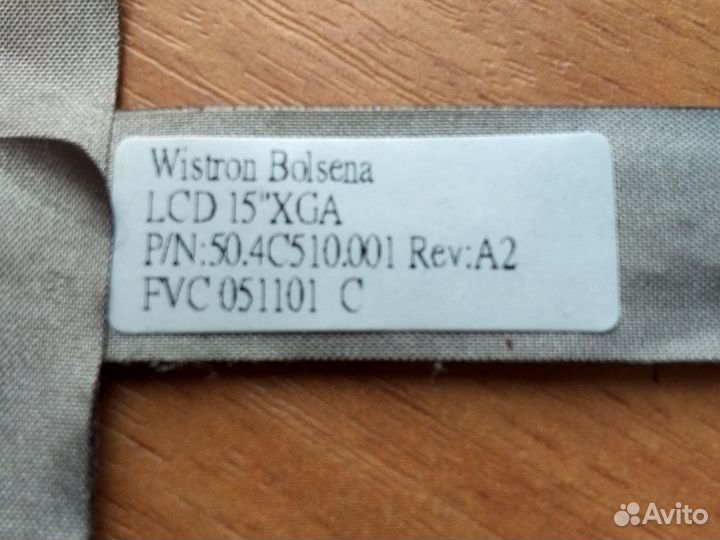 Wistron Bolsena
LCD 15"XGA
P/N:50.4C510.001 Rev:A2
FVC 051101 C
Avito